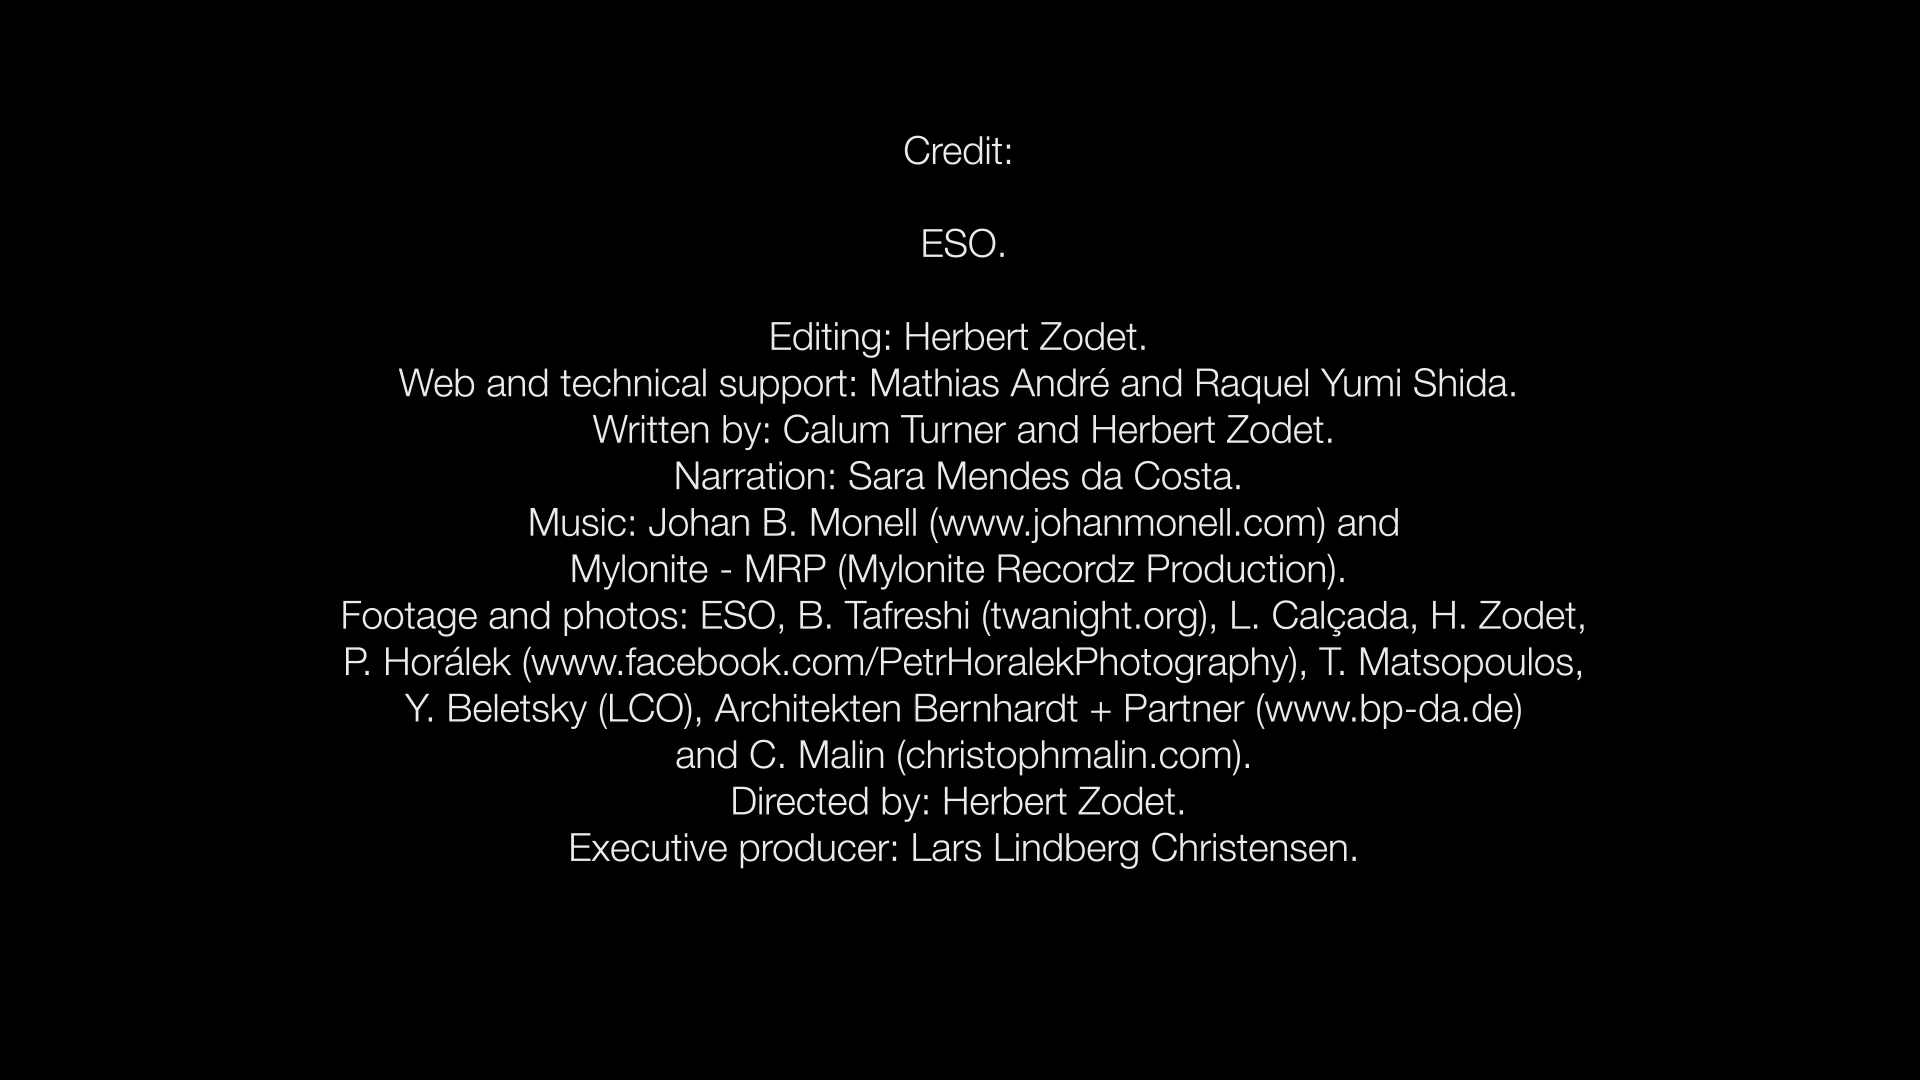 Credit:
ESO.
Editing: Herbert Zodet.
Web and technical support: Mathias André and Raquel Yumi Shida.
Written by: Calum Turner and Herbert Zodet.
Narration: Sara Mendes da Costa.
Music: Johan B. Monell (www.johanmonell.com) and
Mylonite - MRP (Mylonite Recordz Production).
Footage and photos: ESO, B. Tafreshi (twanight.org), L. Calçada, H. Zodet,
P. Horálek (www.facebook.com/PetrHoralekPhotography), T. Matsopoulos,
Y. Beletsky (LCO), Architekten Bernhardt + Partner (www.bp-da.de)
and C. Malin (christophmalin.com).
Directed by: Herbert Zodet.
Executive producer: Lars Lindberg Christensen.